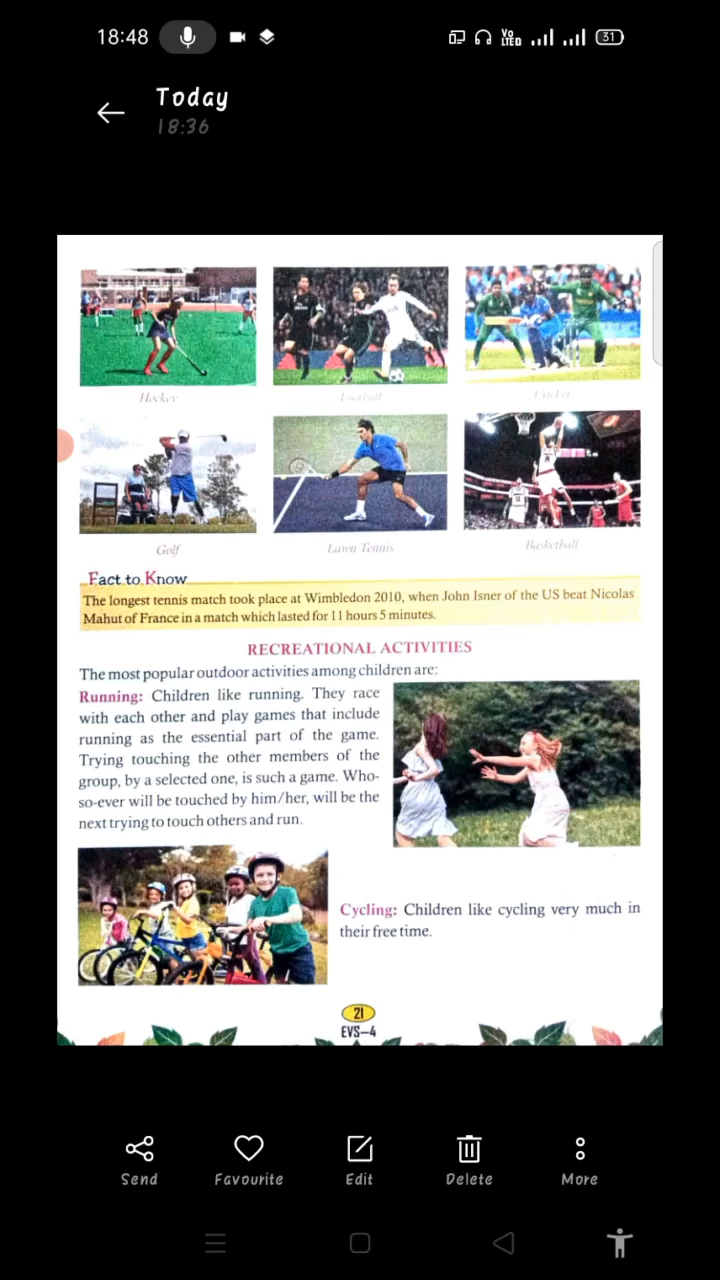 18:48
Vo LTED
31
Today
18:36
Hockey
Football
Cricket
Golf
Lawn Tennis
Basketball
Fact to Know
The longest tennis match took place at Wimbledon 2010, when John Isner of the US beat Nicolas
Mahut of France in a match which lasted for 11 hours 5 minutes.
RECREATIONAL ACTIVITIES
The most popular outdoor activities among children are:
Running: Children like running. They race
with each other and play games that include
running as the essential part of the game.
Trying touching the other members of the
group, by a selected one, is such a game. Who-
so-ever will be touched by him/her, will be the
next trying to touch others and run.
Cycling: Children like cycling very much in
their free time.
21
EVS–4
Send
Favourite
Edit
Delete
More